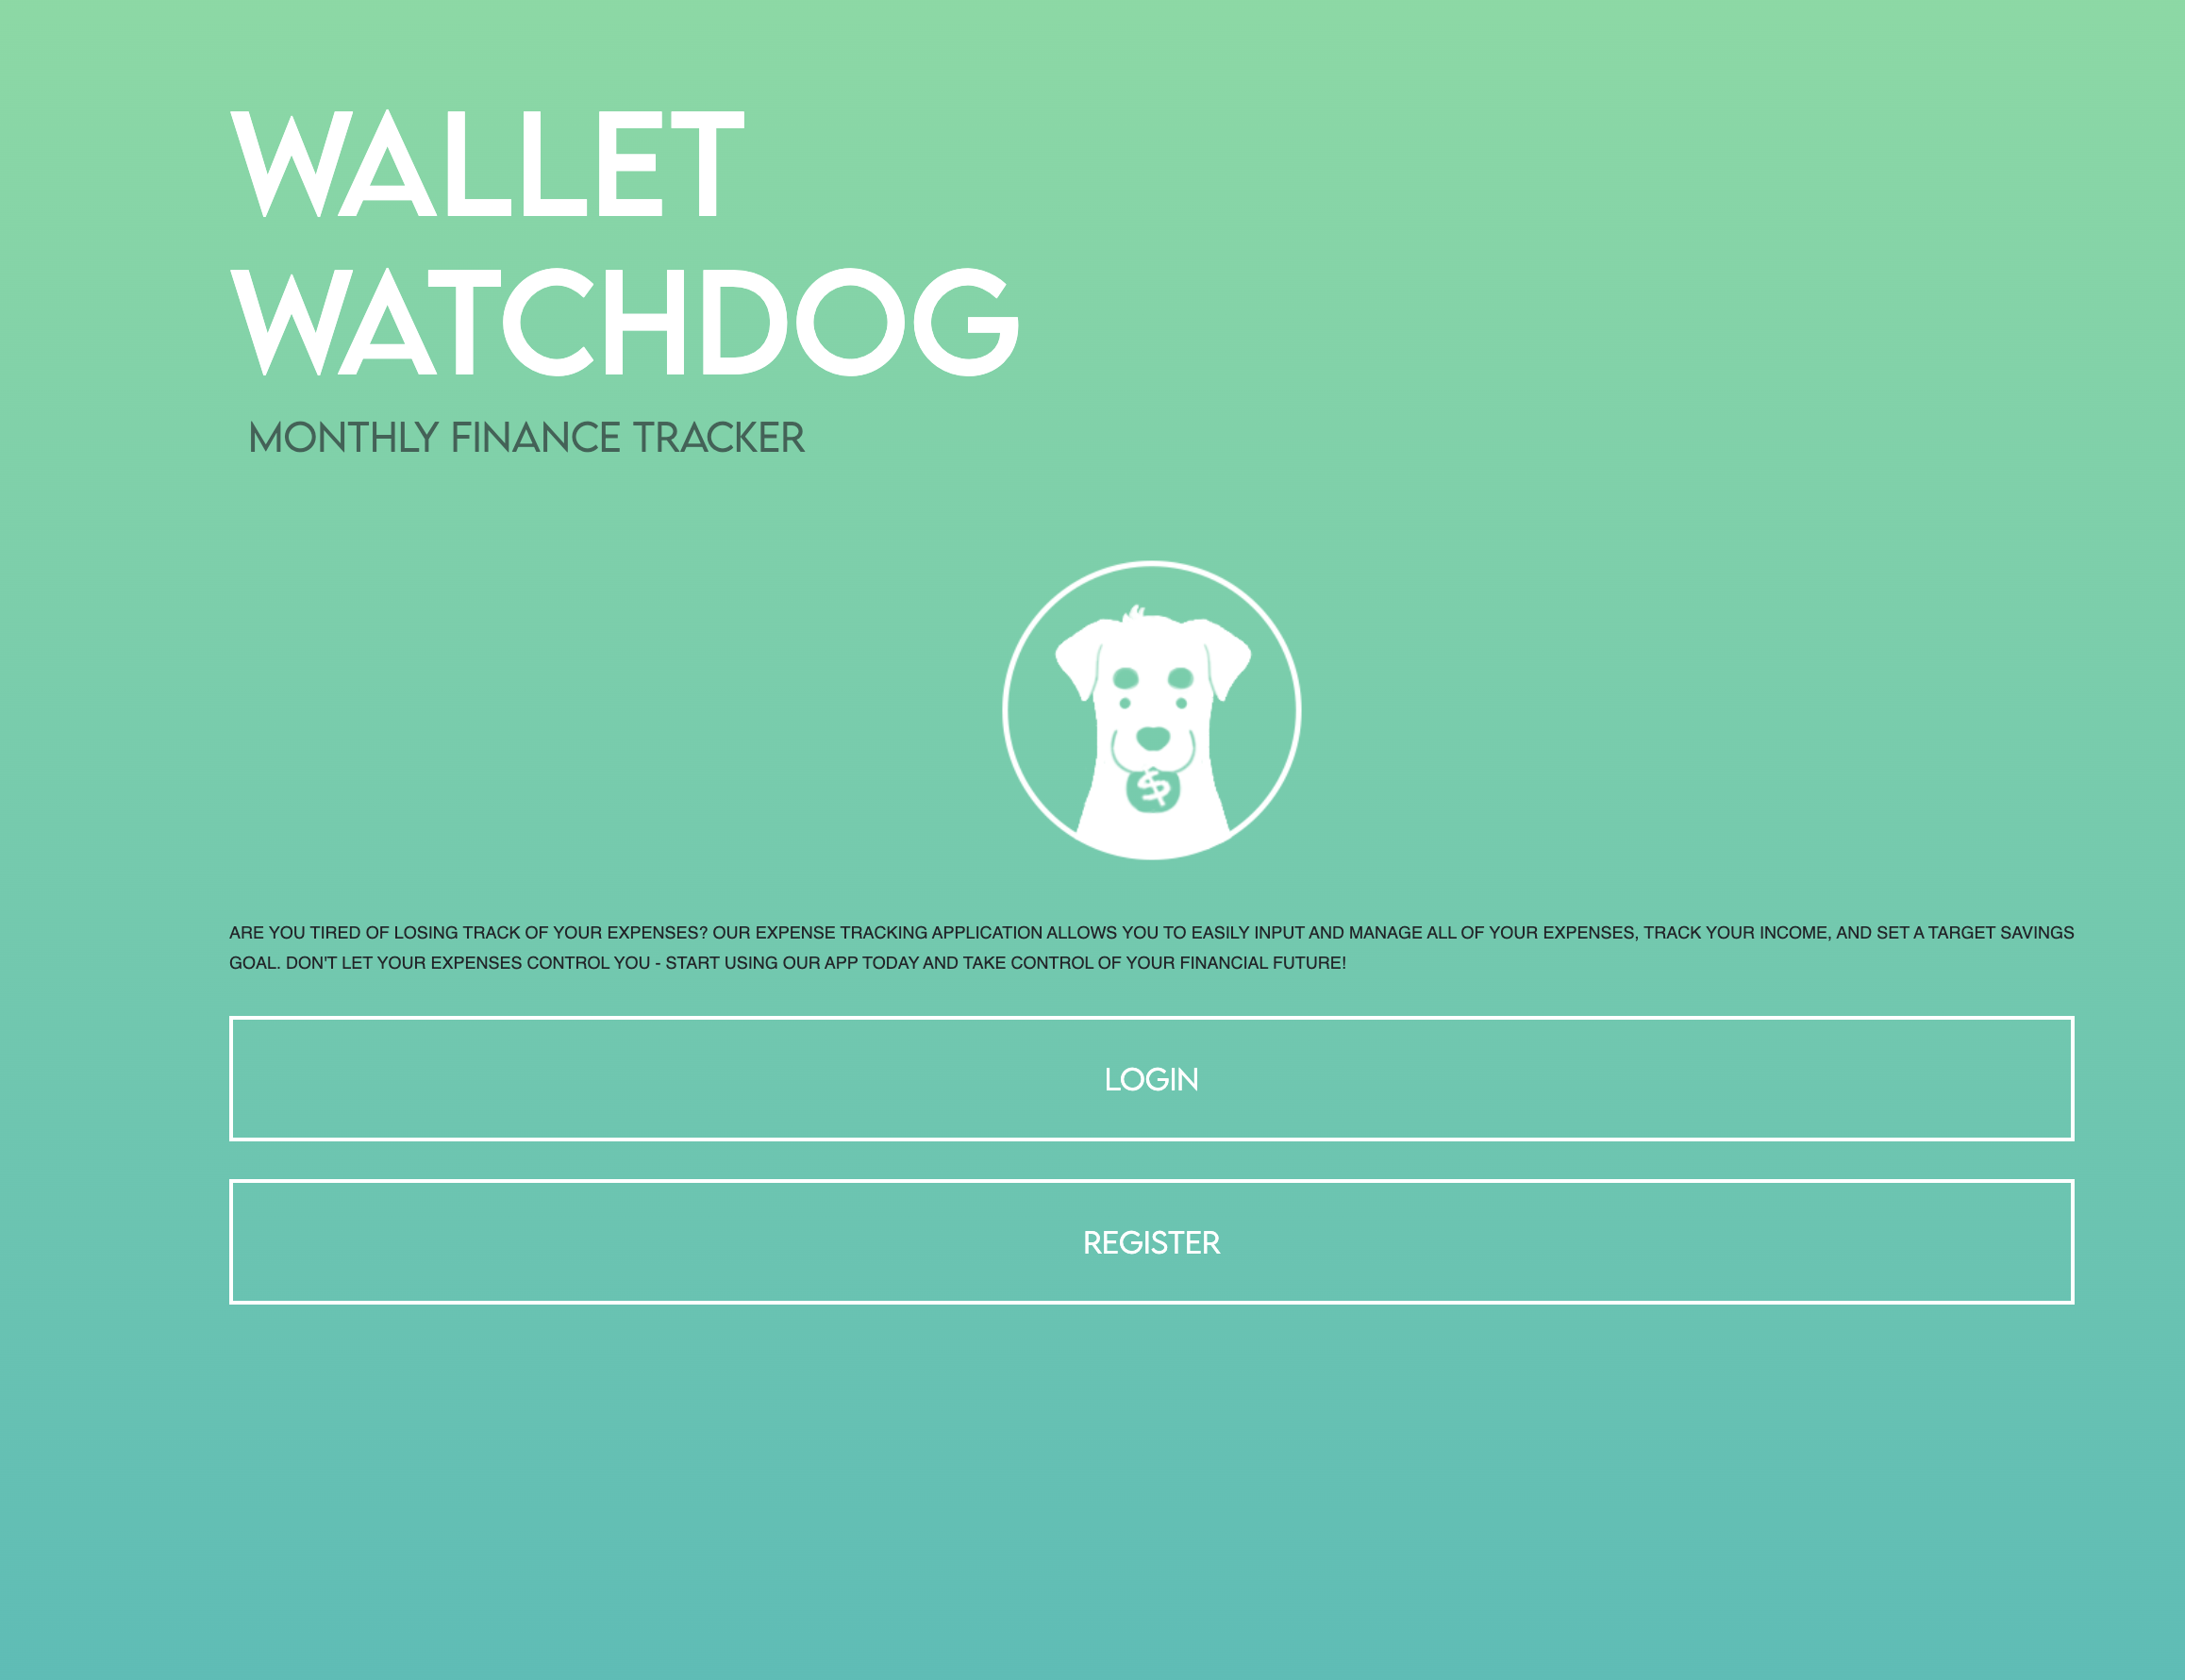 WALLET
WATCHDOG
MONTHLY FINANCE TRACKER
$
ARE YOU TIRED OF LOSING TRACK OF YOUR EXPENSES? OUR EXPENSE TRACKING APPLICATION ALLOWS YOU TO EASILY INPUT AND MANAGE ALL OF YOUR EXPENSES, TRACK YOUR INCOME, AND SET A TARGET SAVINGS
GOAL. DON'T LET YOUR EXPENSES CONTROL YOU - START USING OUR APP TODAY AND TAKE CONTROL OF YOUR FINANCIAL FUTURE!
LOGIN
REGISTER